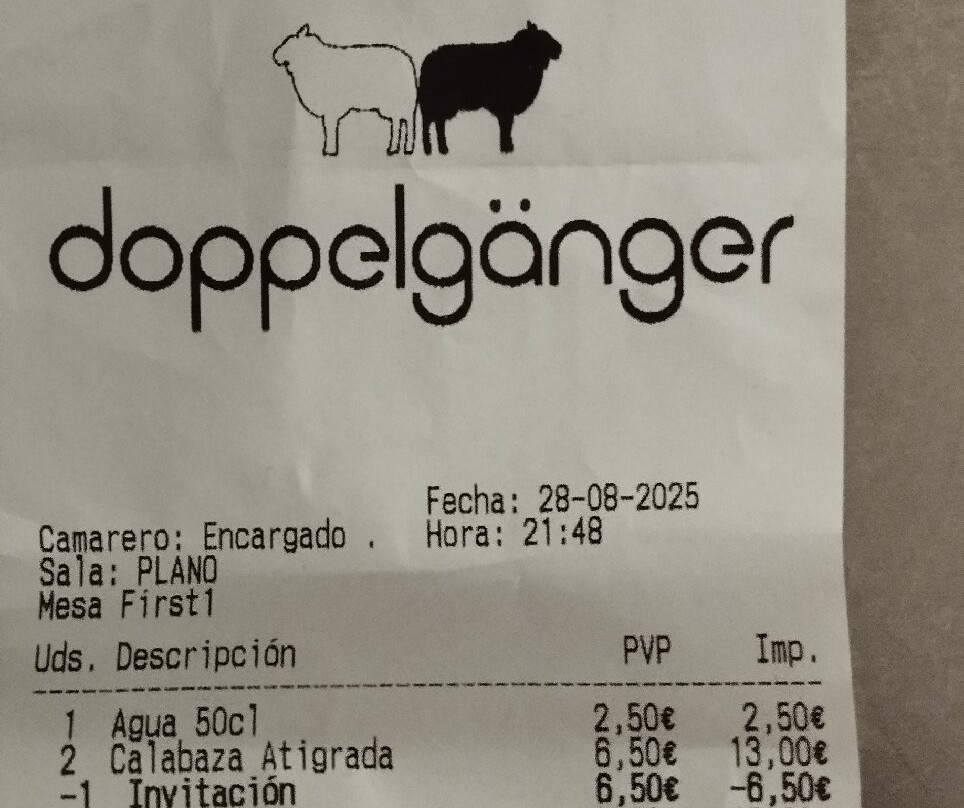 doppelgänger
Fecha: 28-08-2025
Camarero: Encargado . Hora: 21:48
Sala: PLANO
Mesa First1
Uds. Descripción PVP Imp.
1 Agua 50cl 2,50€ 2,50€
2 Calabaza Atigrada 6,50€ 13,00€
-1 Invitación 6,50€ -6,50€